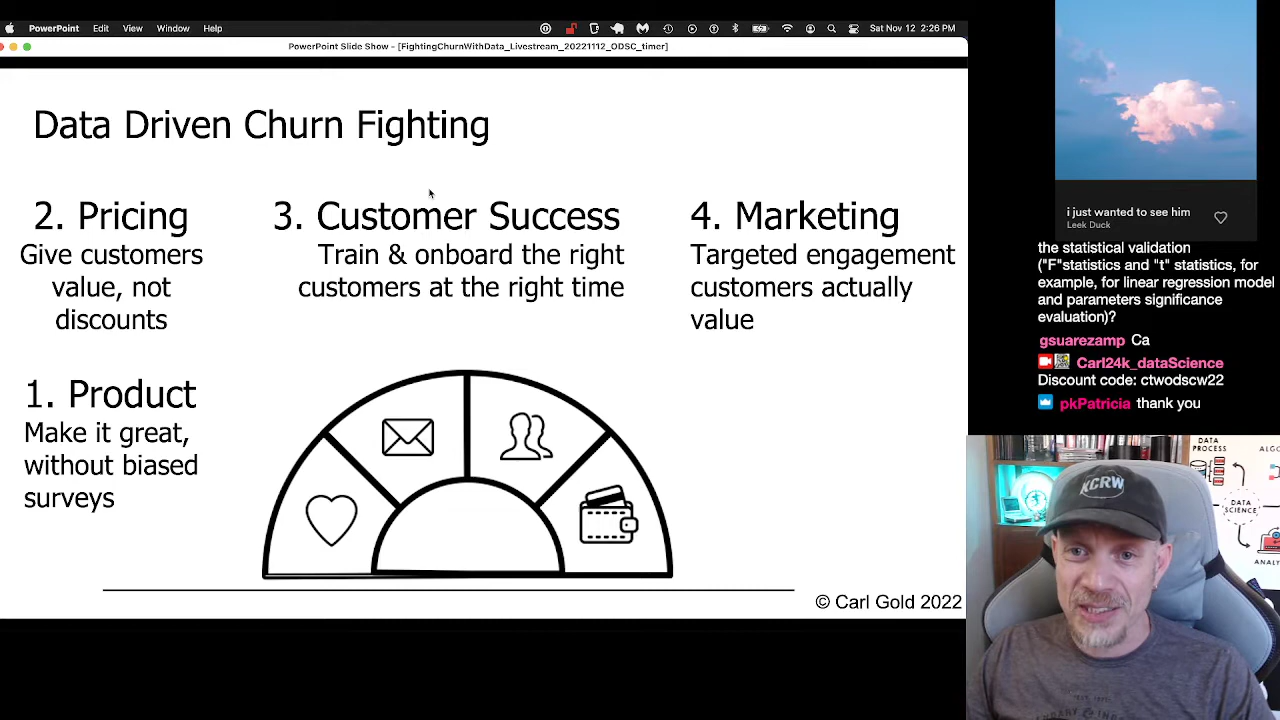 PowerPoint Edit View Window Help
Sat Nov 12 2:26 PM
PowerPoint Slide Show - [FightingChurnWithData_Livestream_20221112_ODSC_timer]
Data Driven Churn Fighting
2. Pricing
Give customers
value, not
discounts
3. Customer Success
Train & onboard the right
customers at the right time
4. Marketing
Targeted engagement
customers actually
value
1. Product
Make it great,
without biased
surveys
© Carl Gold 2022
i just wanted to see him
Leek Duck
the statistical validation
("F"statistics and "t" statistics, for
example, for linear regression model
and parameters significance
evaluation)?
gsuarezamp Ca
Carl24k_dataScience
Discount code: ctwodscw22
pkPatricia thank you
KCRW
DATA
PROCESS
ALGO
DATA
SCIENCE
ANALY